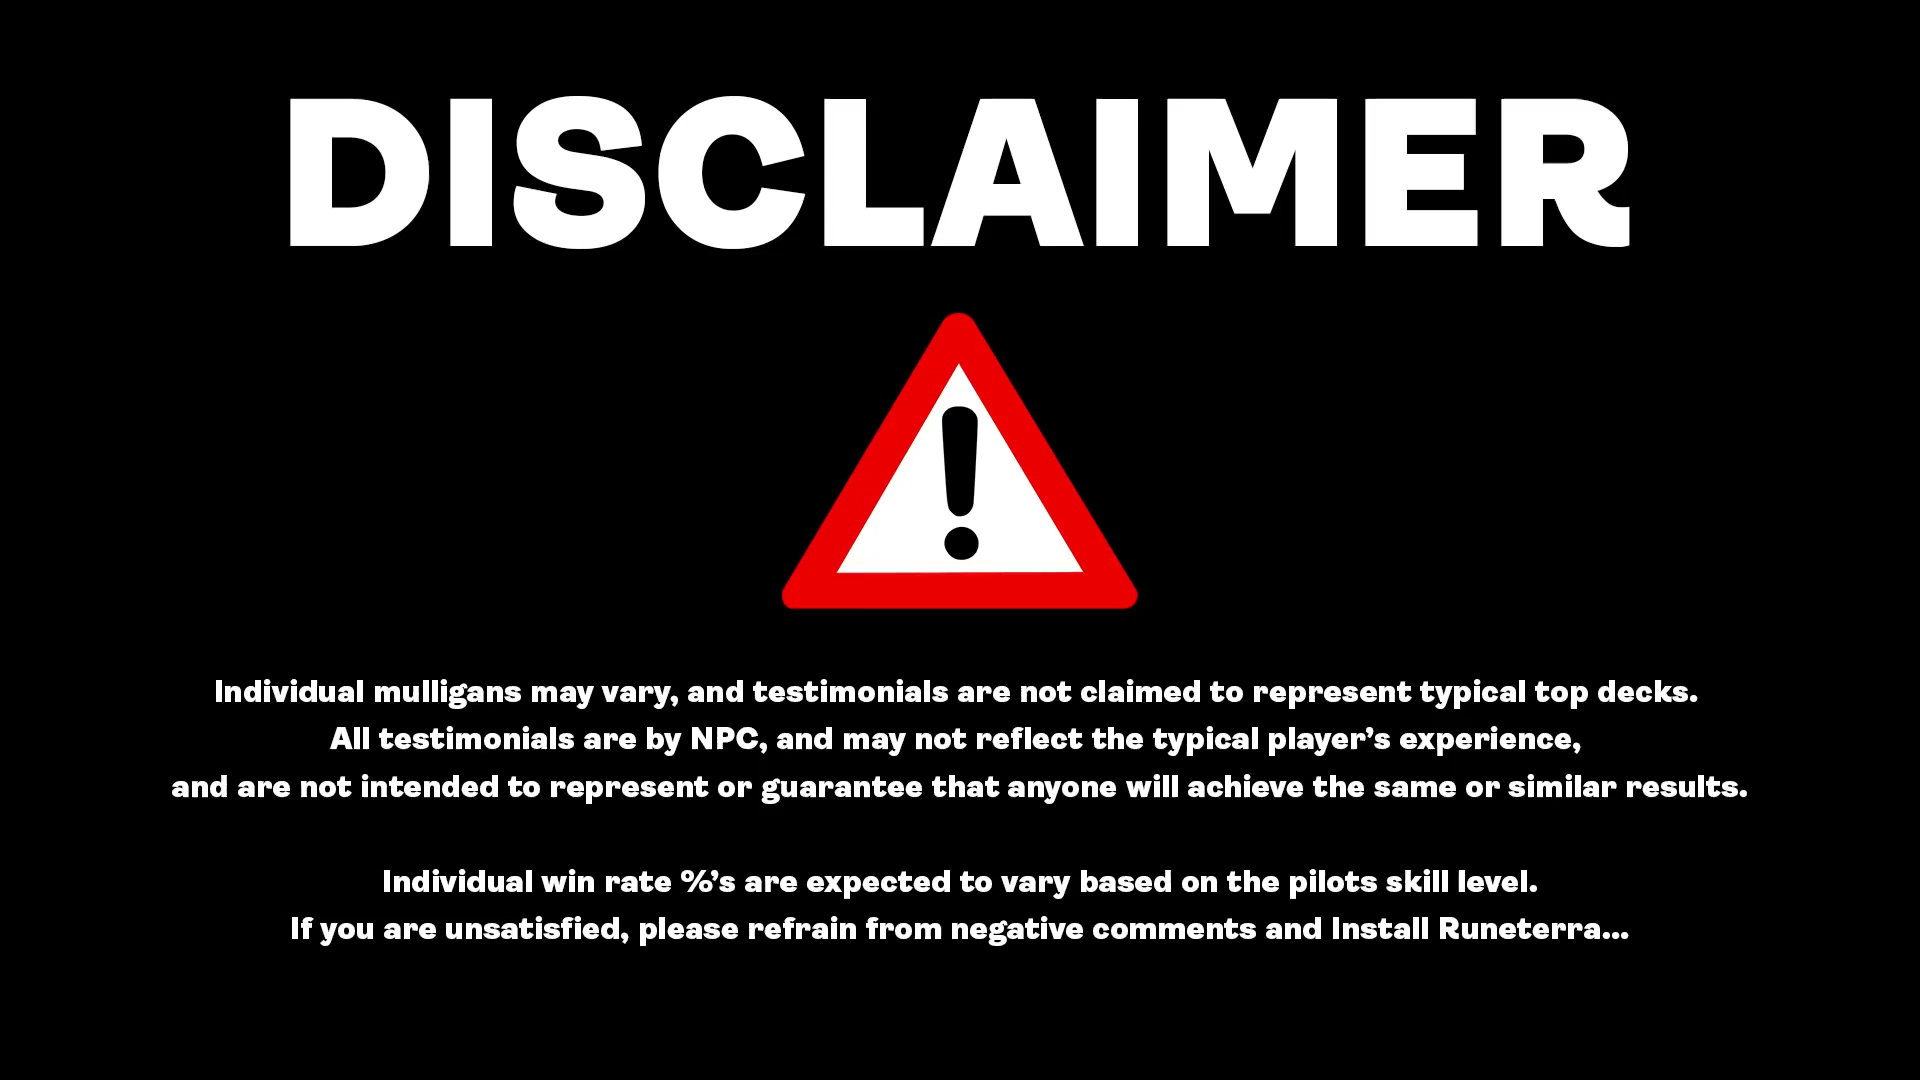 DISCLAIMER
!
Individual mulligans may vary, and testimonials are not claimed to represent typical top decks.
All testimonials are by NPC, and may not reflect the typical player’s experience,
and are not intended to represent or guarantee that anyone will achieve the same or similar results.
Individual win rate %’s are expected to vary based on the pilots skill level.
If you are unsatisfied, please refrain from negative comments and Install Runeterra...